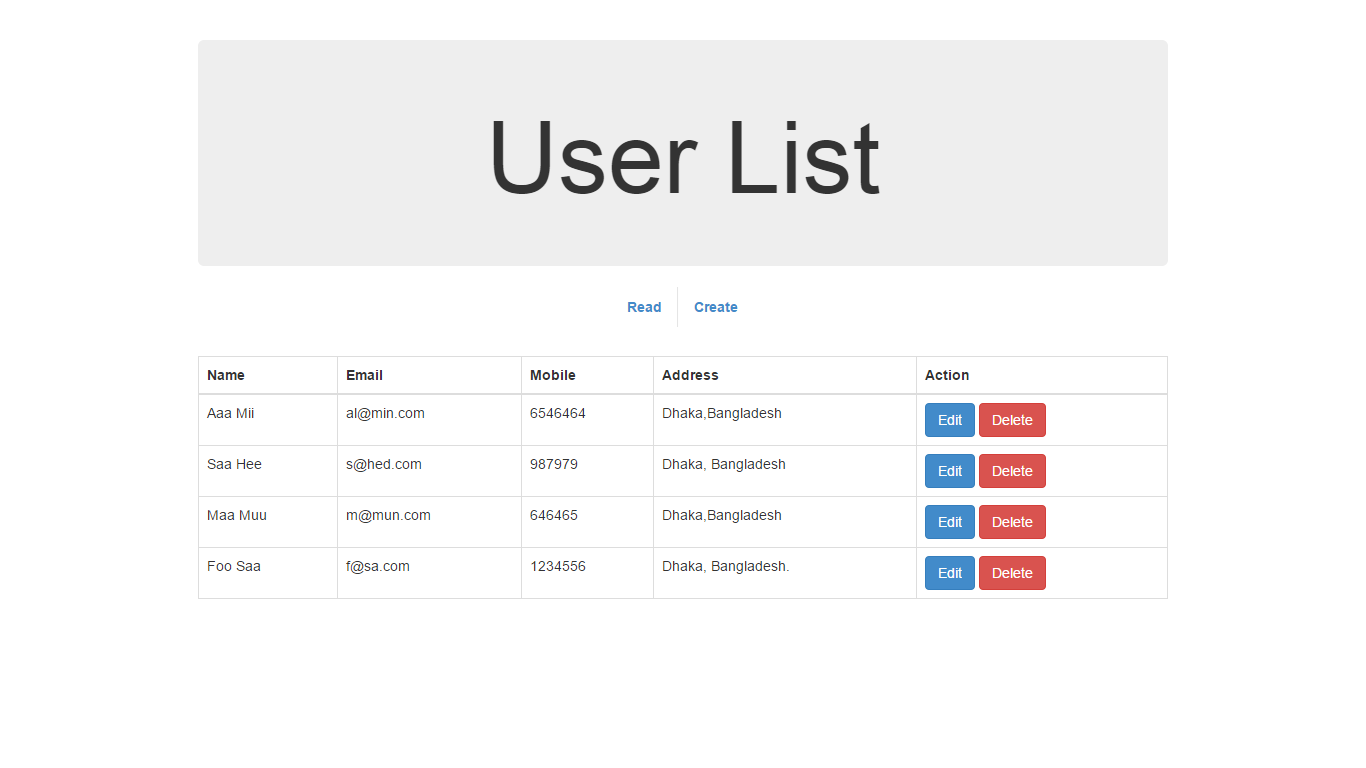 User List
Read Create
Name Email Mobile Address Action
Aaa Mii al@min.com 6546464 Dhaka,Bangladesh Edit Delete
Saa Hee s@hed.com 987979 Dhaka, Bangladesh Edit Delete
Maa Muu m@mun.com 646465 Dhaka,Bangladesh Edit Delete
Foo Saa f@sa.com 1234556 Dhaka, Bangladesh. Edit Delete